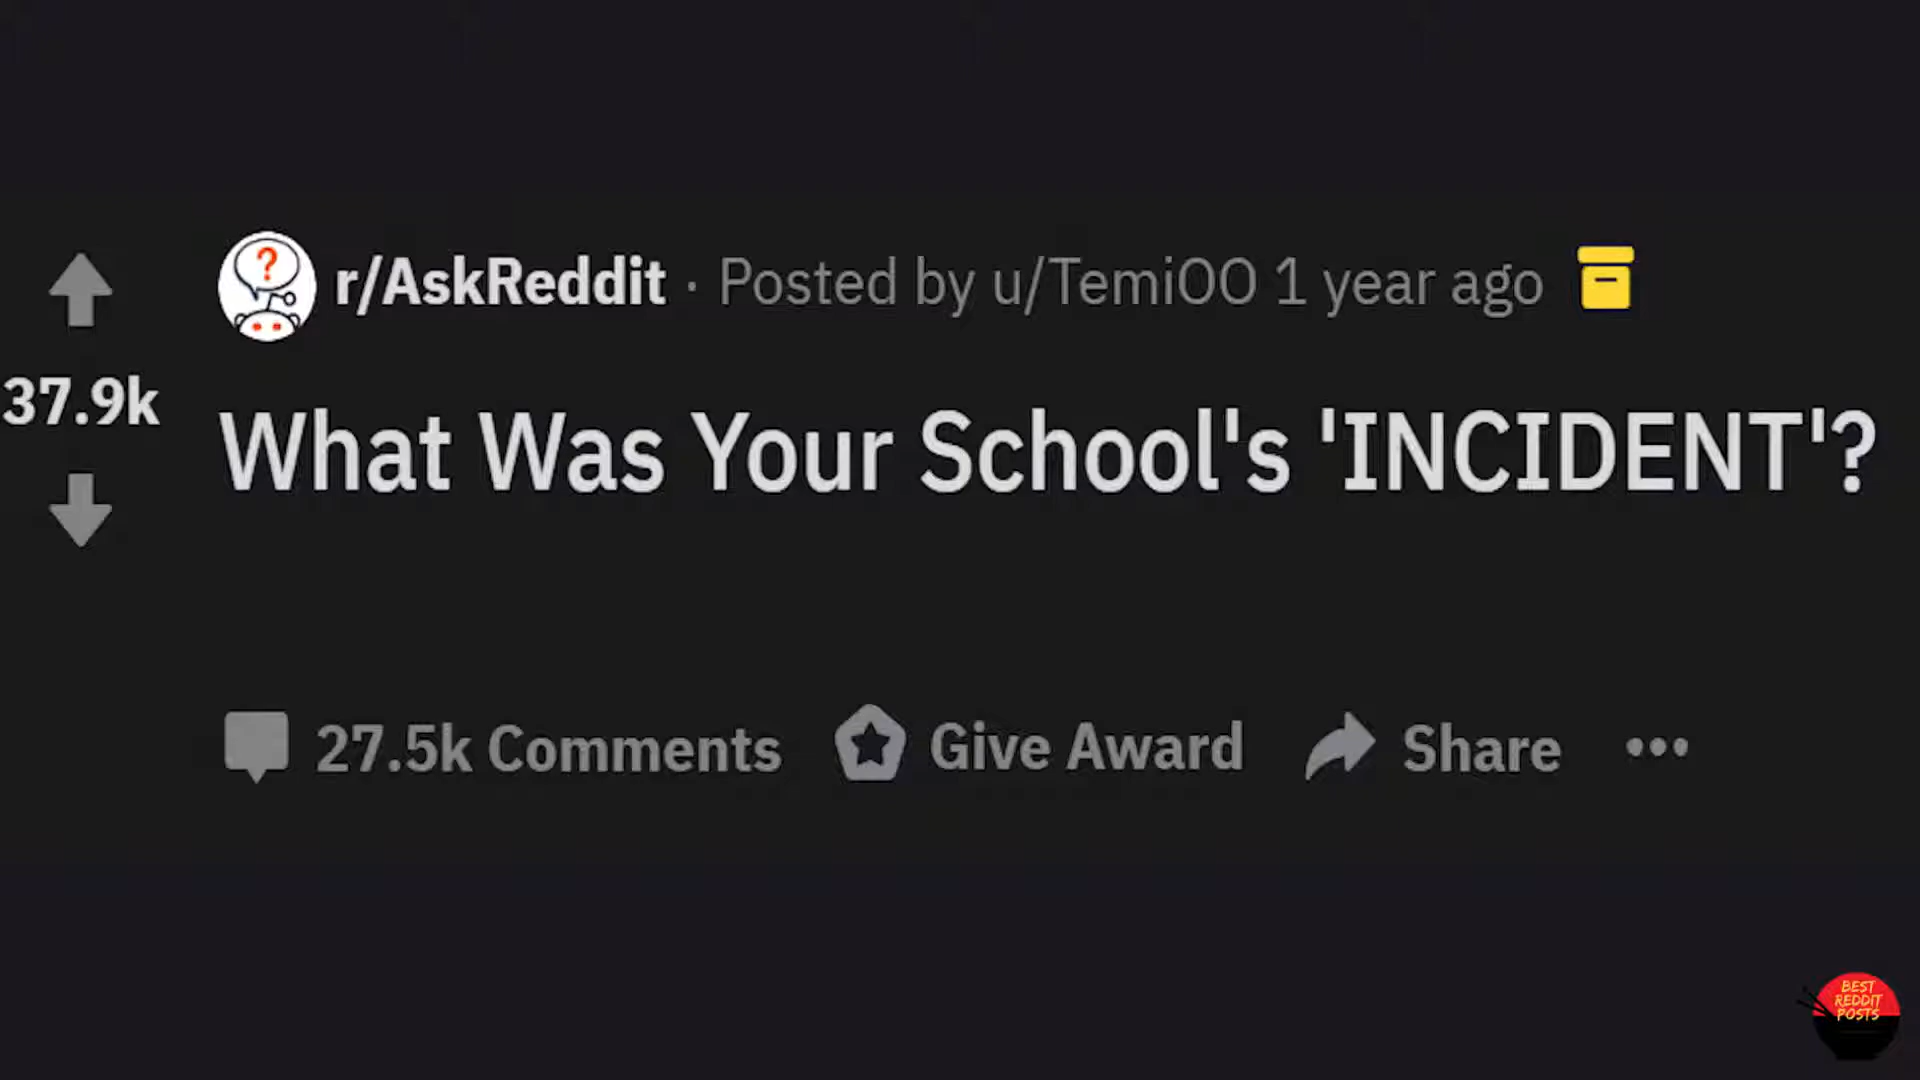 r/AskReddit · Posted by u/TemiOO 1 year ago
37.9k
What Was Your School's 'INCIDENT'?
27.5k Comments Give Award Share
BEST
REDDIT
POSTS